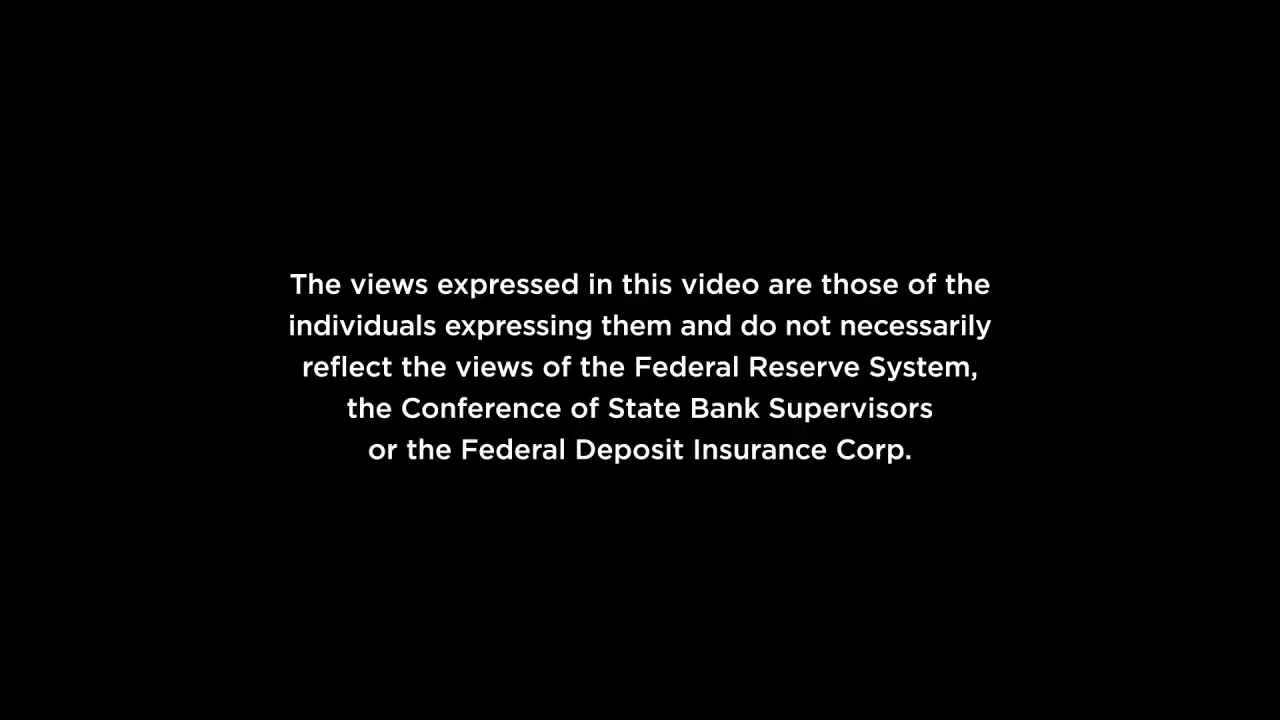 The views expressed in this video are those of the
individuals expressing them and do not necessarily
reflect the views of the Federal Reserve System,
the Conference of State Bank Supervisors
or the Federal Deposit Insurance Corp.